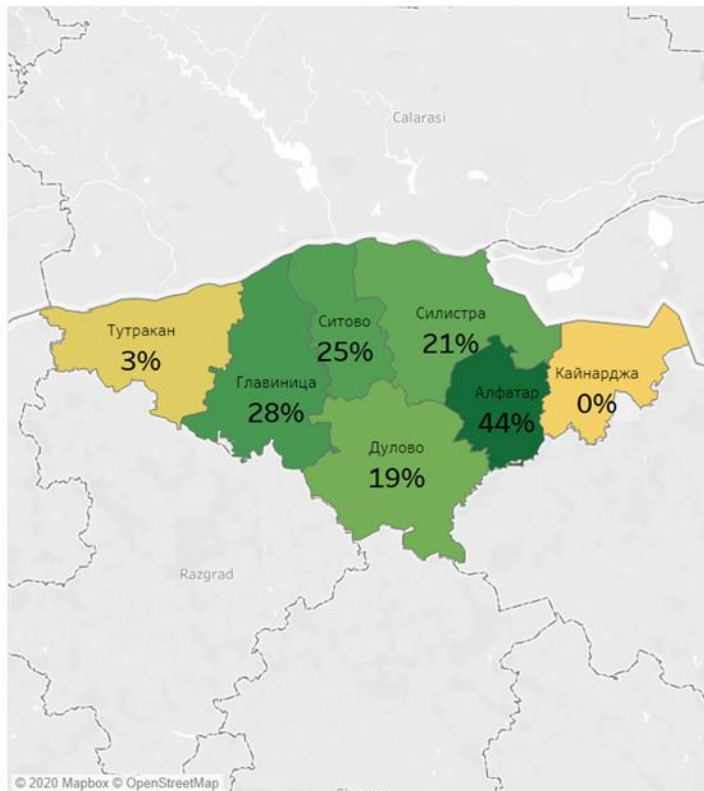 Calarasi
Силистра
21%
Ситово
25%
Тутракан
3%
Кайнарджа
0%
Главиница
28%
Алфатар
44%
Дулово
19%
Razgrad
© 2020 Mapbox © OpenStreetMap